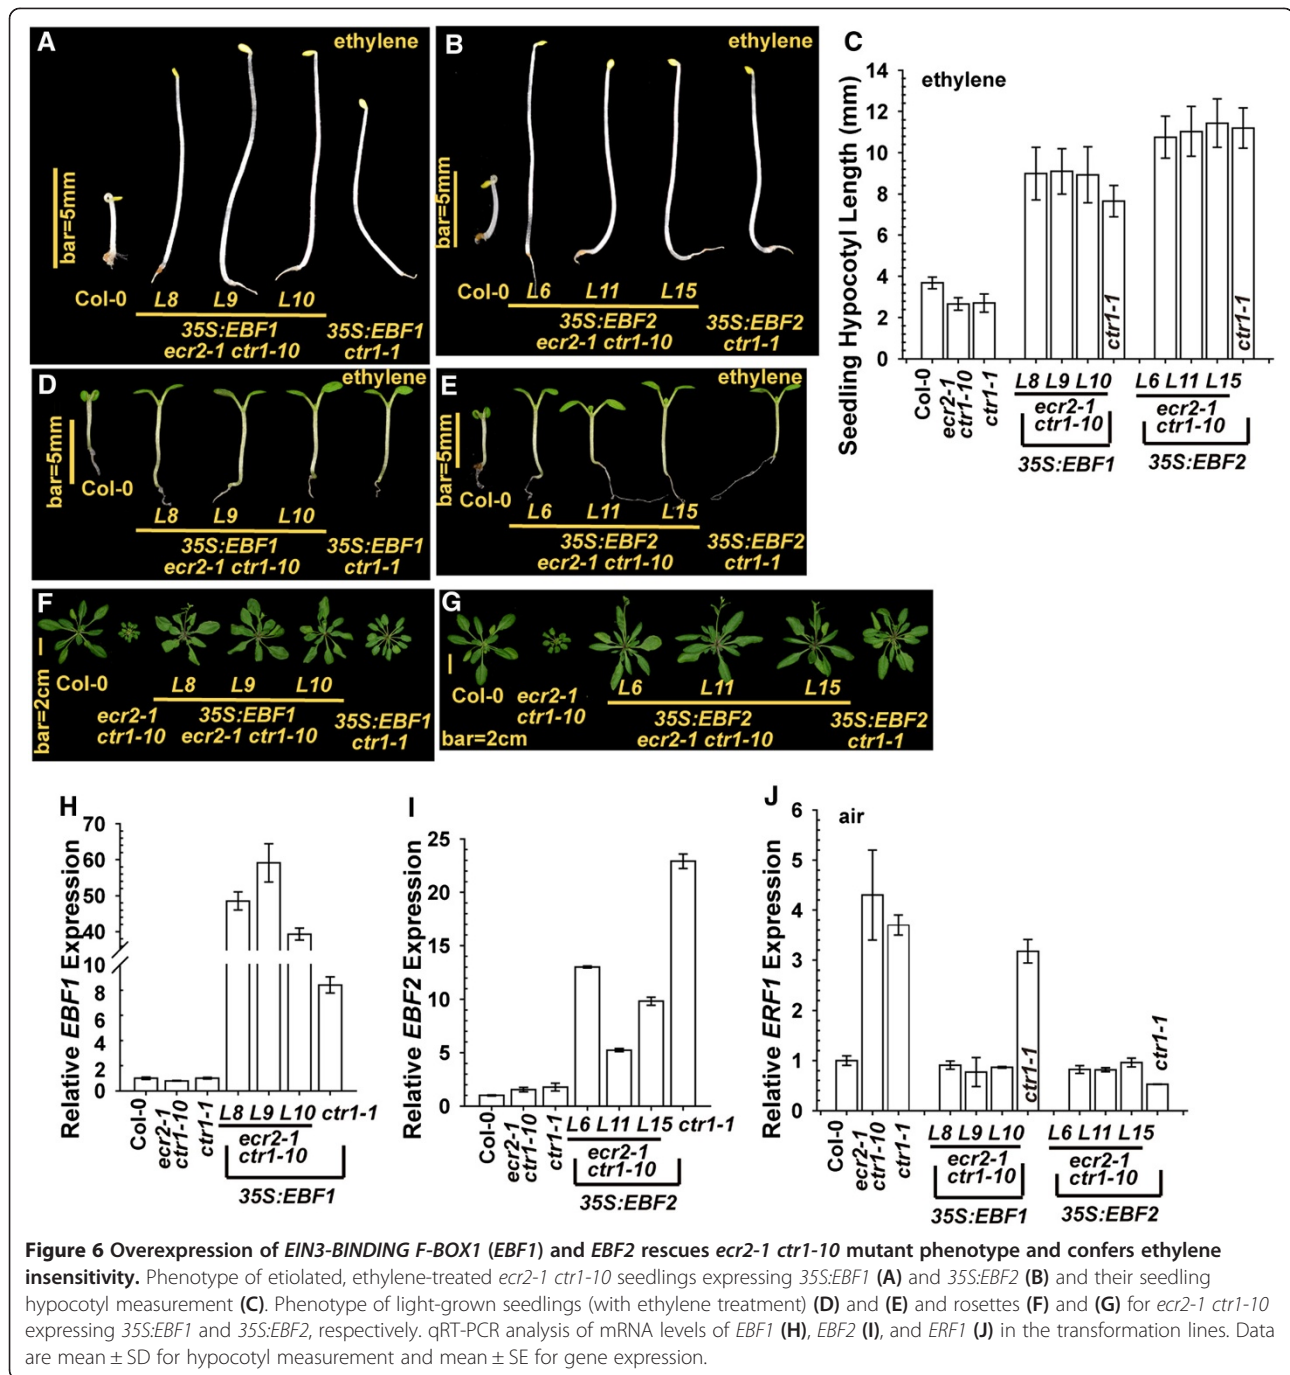 A
ethylene
bar=5mm
Col-0
L8 L9 L10
35S:EBF1
ecr2-1 ctr1-10
35S:EBF1
ctr1-1
B
ethylene
bar=5mm
Col-0
L6 L11 L15
35S:EBF2
ecr2-1 ctr1-10
35S:EBF2
ctr1-1
C
ethylene
Seedling Hypocotyl Length (mm)
14
12
10
8
6
4
2
0
Col-0
ecr2-1
ctr1-10
ctr1-1
L8 L9 L10
ecr2-1
ctr1-10
ctr1-1
35S:EBF1
L6 L11 L15
ecr2-1
ctr1-10
ctr1-1
35S:EBF2
D
ethylene
bar=5mm
Col-0
L8 L9 L10
35S:EBF1
ecr2-1 ctr1-10
35S:EBF1
ctr1-1
E
ethylene
bar=5mm
Col-0
L6 L11 L15
35S:EBF2
ecr2-1 ctr1-10
35S:EBF2
ctr1-1
F
bar=2cm
Col-0
ecr2-1
ctr1-10
L8 L9 L10
35S:EBF1
ecr2-1 ctr1-10
35S:EBF1
ctr1-1
G
bar=2cm
Col-0
ecr2-1
ctr1-10
L6 L11 L15
35S:EBF2
ecr2-1 ctr1-10
35S:EBF2
ctr1-1
H
Relative EBF1 Expression
70
60
50
40
10
8
6
4
2
0
Col-0
ecr2-1
ctr1-10
ctr1-1
L8 L9 L10 ctr1-1
ecr2-1
ctr1-10
35S:EBF1
I
Relative EBF2 Expression
25
20
15
10
5
0
Col-0
ecr2-1
ctr1-10
ctr1-1
L6 L11 L15 ctr1-1
ecr2-1
ctr1-10
35S:EBF2
J
air
Relative ERF1 Expression
6
5
4
3
2
1
0
Col-0
ecr2-1
ctr1-10
ctr1-1
L8 L9 L10
ecr2-1
ctr1-10
ctr1-1
35S:EBF1
L6 L11 L15
ecr2-1
ctr1-10
ctr1-1
35S:EBF2
Figure 6 Overexpression of EIN3-BINDING F-BOX1 (EBF1) and EBF2 rescues ecr2-1 ctr1-10 mutant phenotype and confers ethylene
insensitivity. Phenotype of etiolated, ethylene-treated ecr2-1 ctr1-10 seedlings expressing 35S:EBF1 (A) and 35S:EBF2 (B) and their seedling
hypocotyl measurement (C). Phenotype of light-grown seedlings (with ethylene treatment) (D) and (E) and rosettes (F) and (G) for ecr2-1 ctr1-10
expressing 35S:EBF1 and 35S:EBF2, respectively. qRT-PCR analysis of mRNA levels of EBF1 (H), EBF2 (I), and ERF1 (J) in the transformation lines. Data
are mean ± SD for hypocotyl measurement and mean ± SE for gene expression.